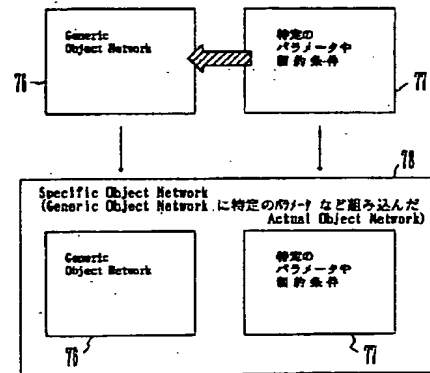 Generic
Object Network
特定の
パラメータや
制約条件
76
77
78
Specific Object Network
(Generic Object Network に特定のパラメータ など組み込んだ
Actual Object Network)
Generic
Object Network
特定の
パラメータや
制約条件
76
77